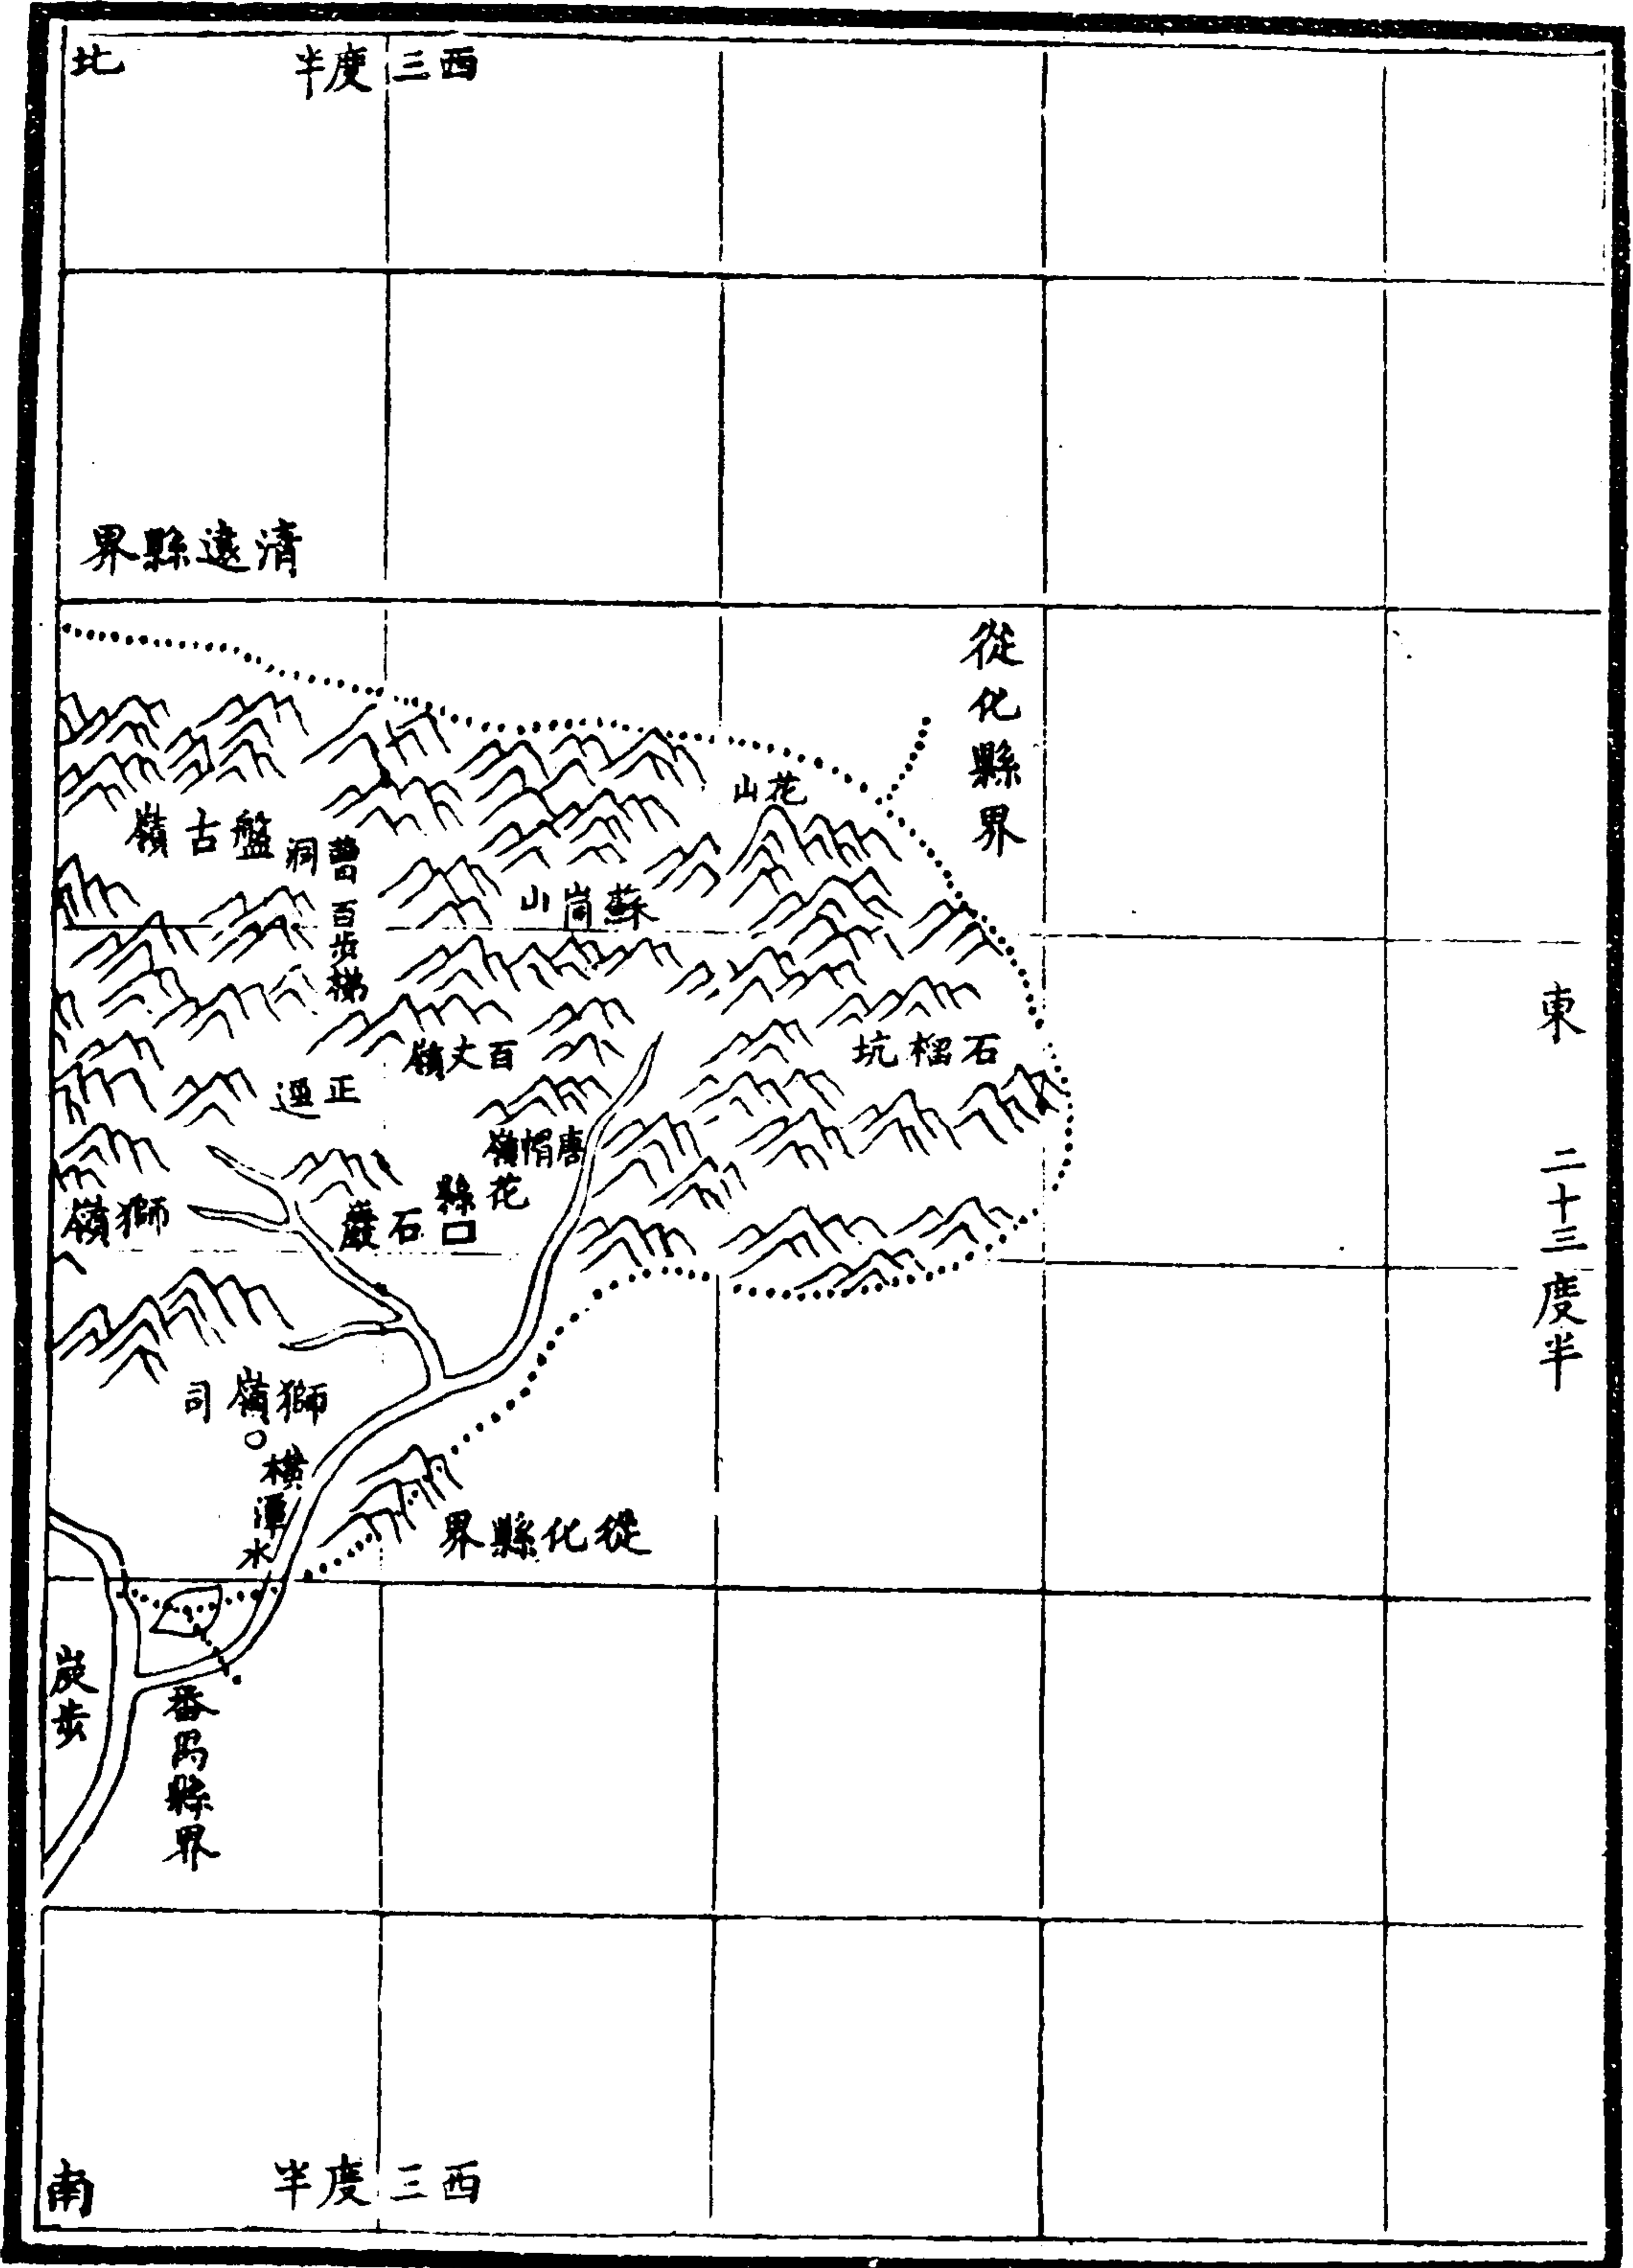 北
西三度半
清遠縣界
從化縣界
花山
盤古嶺
曹洞
百步梯
蘇崗山
東
二十三度半
石榴坑
百丈嶺
正逕
唐帽嶺
花縣
石巖
獅嶺
獅嶺司
橫潭水
從化縣界
炭步
番禺縣界
南
西三度半